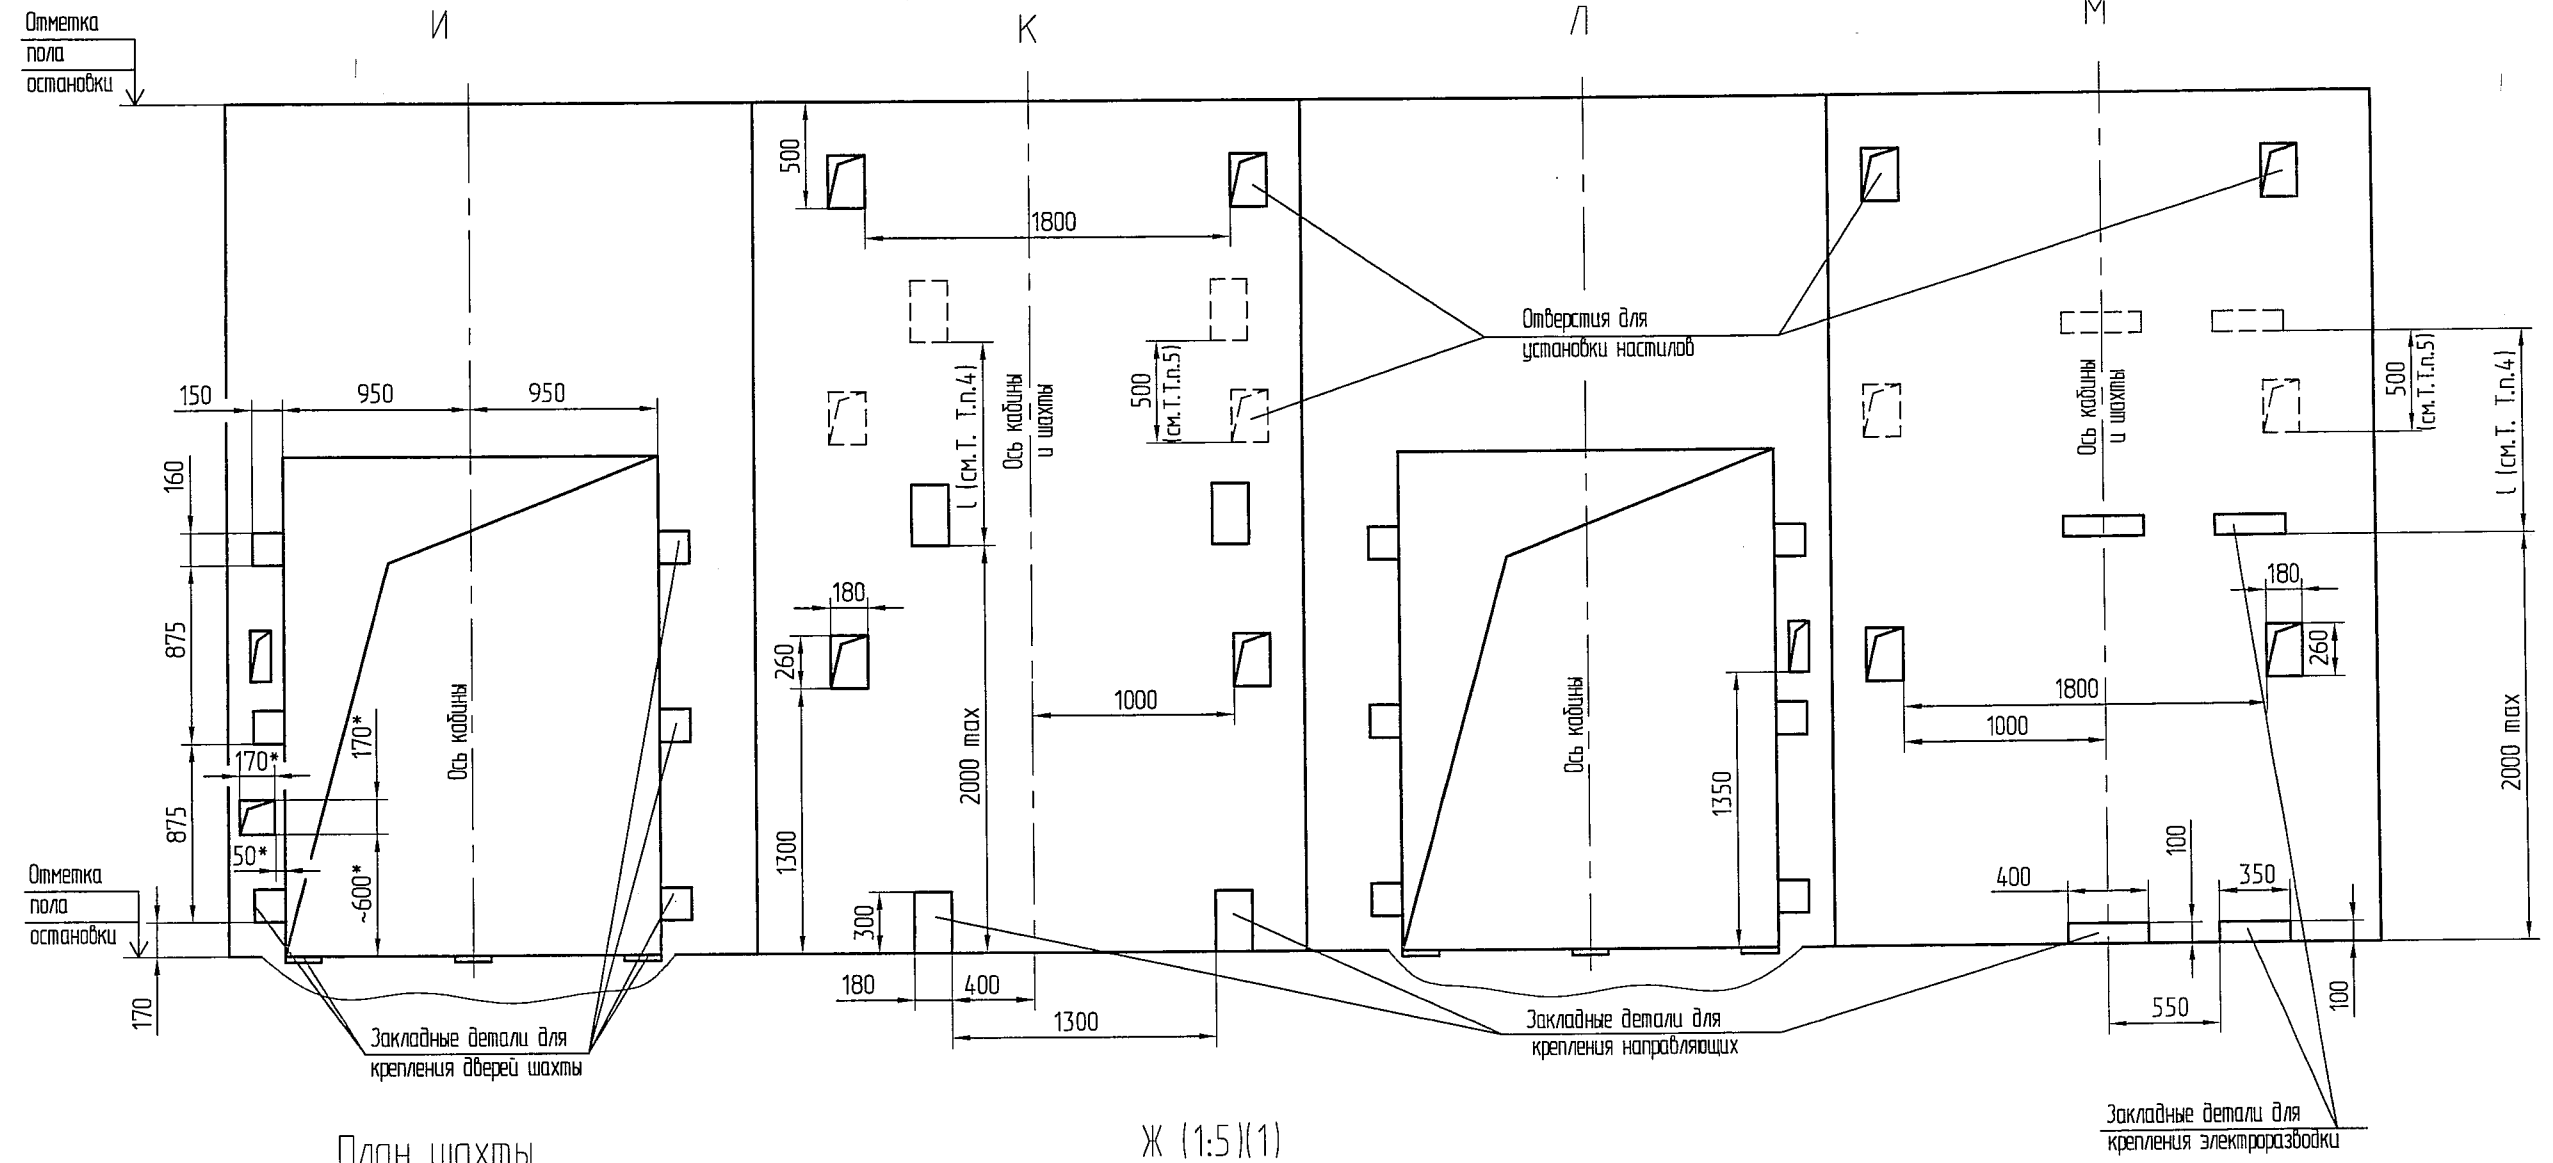 Отметка
пола
остановки
И
К
Л
М
500
1800
Отверстия для
установки настилов
150
950
950
160
875
875
170*
170*
50*
~600*
170
Ось кабины
Отметка
пола
остановки
Закладные детали для
крепления дверей шахты
l (см. Т. Т.п.4)
Ось кабины
и шахты
500
(см. Т.Т.п.5)
180
260
1300
2000 max
1000
300
180
400
1300
Ось кабины
1350
Закладные детали для
крепления направляющих
Ось кабины
и шахты
500
(см. Т.Т.п.5)
l (см. Т. Т.п.4)
180
260
1800
1000
2000 max
400
100
350
550
100
Закладные детали для
крепления электроразводки
План шахты
Ж (1:5)(1)